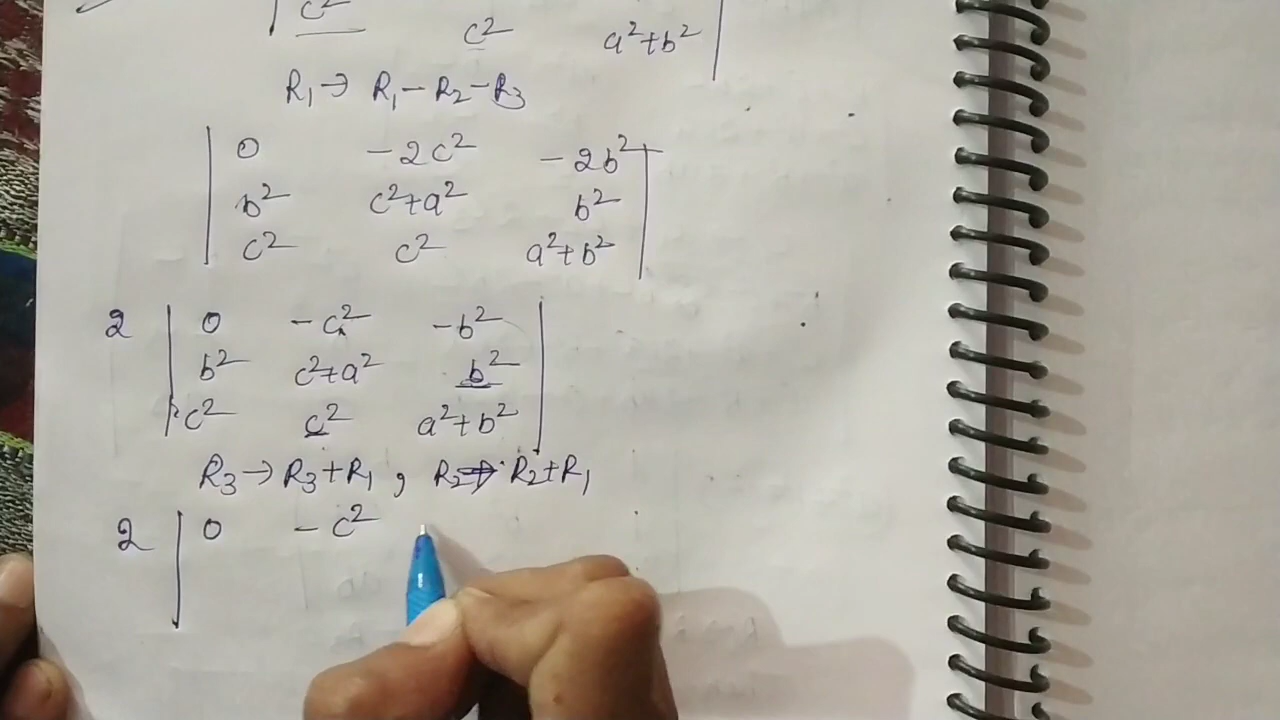 c² c² a²+b²
R₁→ R₁-R₂-R₃
0 -2c² -2b²
b² c²+a² b²
c² c² a²+b²
2 | 0 -c² -b² |
b² c²+a² b²
c² c² a²+b²
R₃→R₃+R₁, R₂→R₂+R₁
2 | 0 -c²